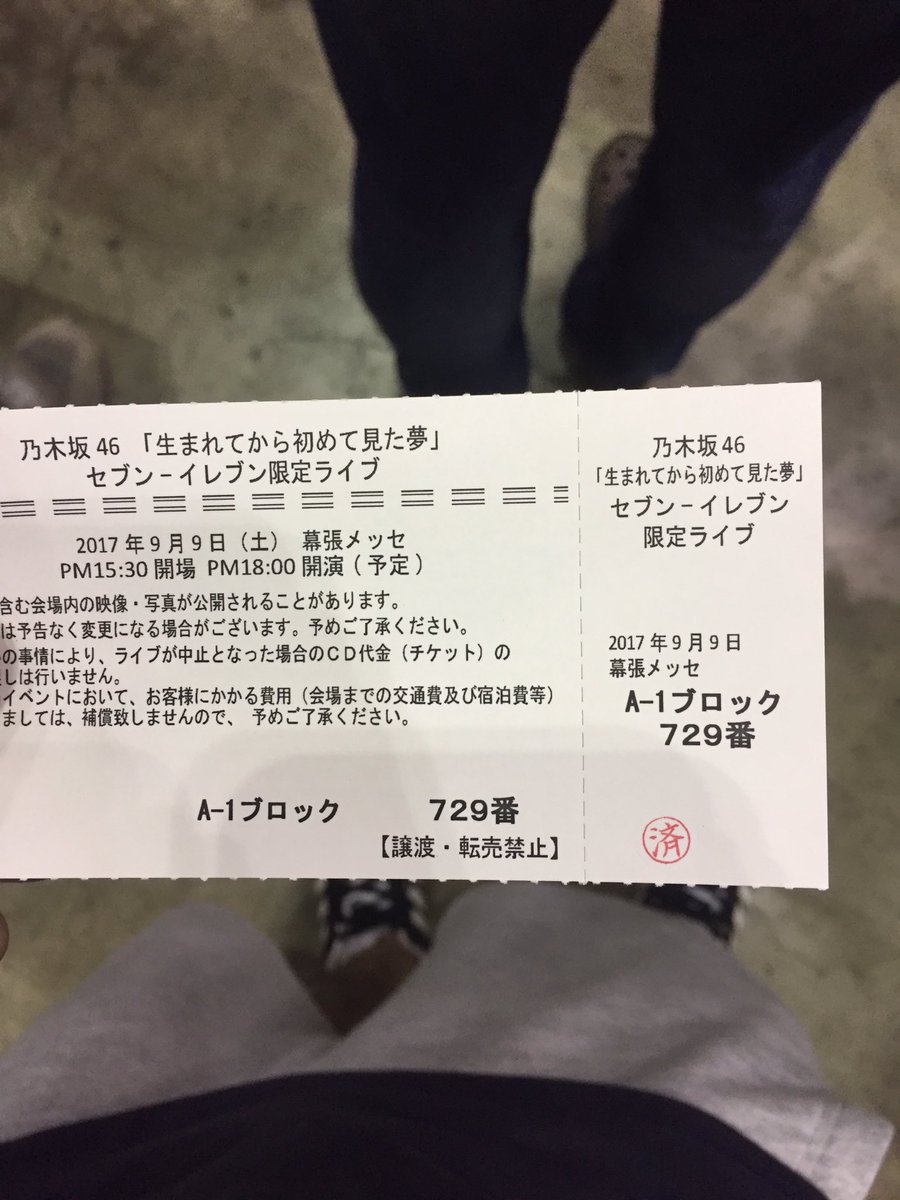 乃木坂46 「生まれてから初めて見た夢」
セブン-イレブン限定ライブ
2017年9月9日(土) 幕張メッセ
PM15:30開場 PM18:00開演(予定)
含む会場内の映像・写真が公開されることがあります。
は予告なく変更になる場合がございます。予めご了承ください。
の事情により、ライブが中止となった場合のCD代金(チケット)の
しは行いません。
イベントにおいて、お客様にかかる費用(会場までの交通費及び宿泊費等)
ましては、補償致しませんので、 予めご了承ください。
A-1ブロック 729番
【譲渡・転売禁止】
乃木坂46
「生まれてから初めて見た夢」
セブン-イレブン
限定ライブ
2017年9月9日
幕張メッセ
A-1ブロック
729番
済